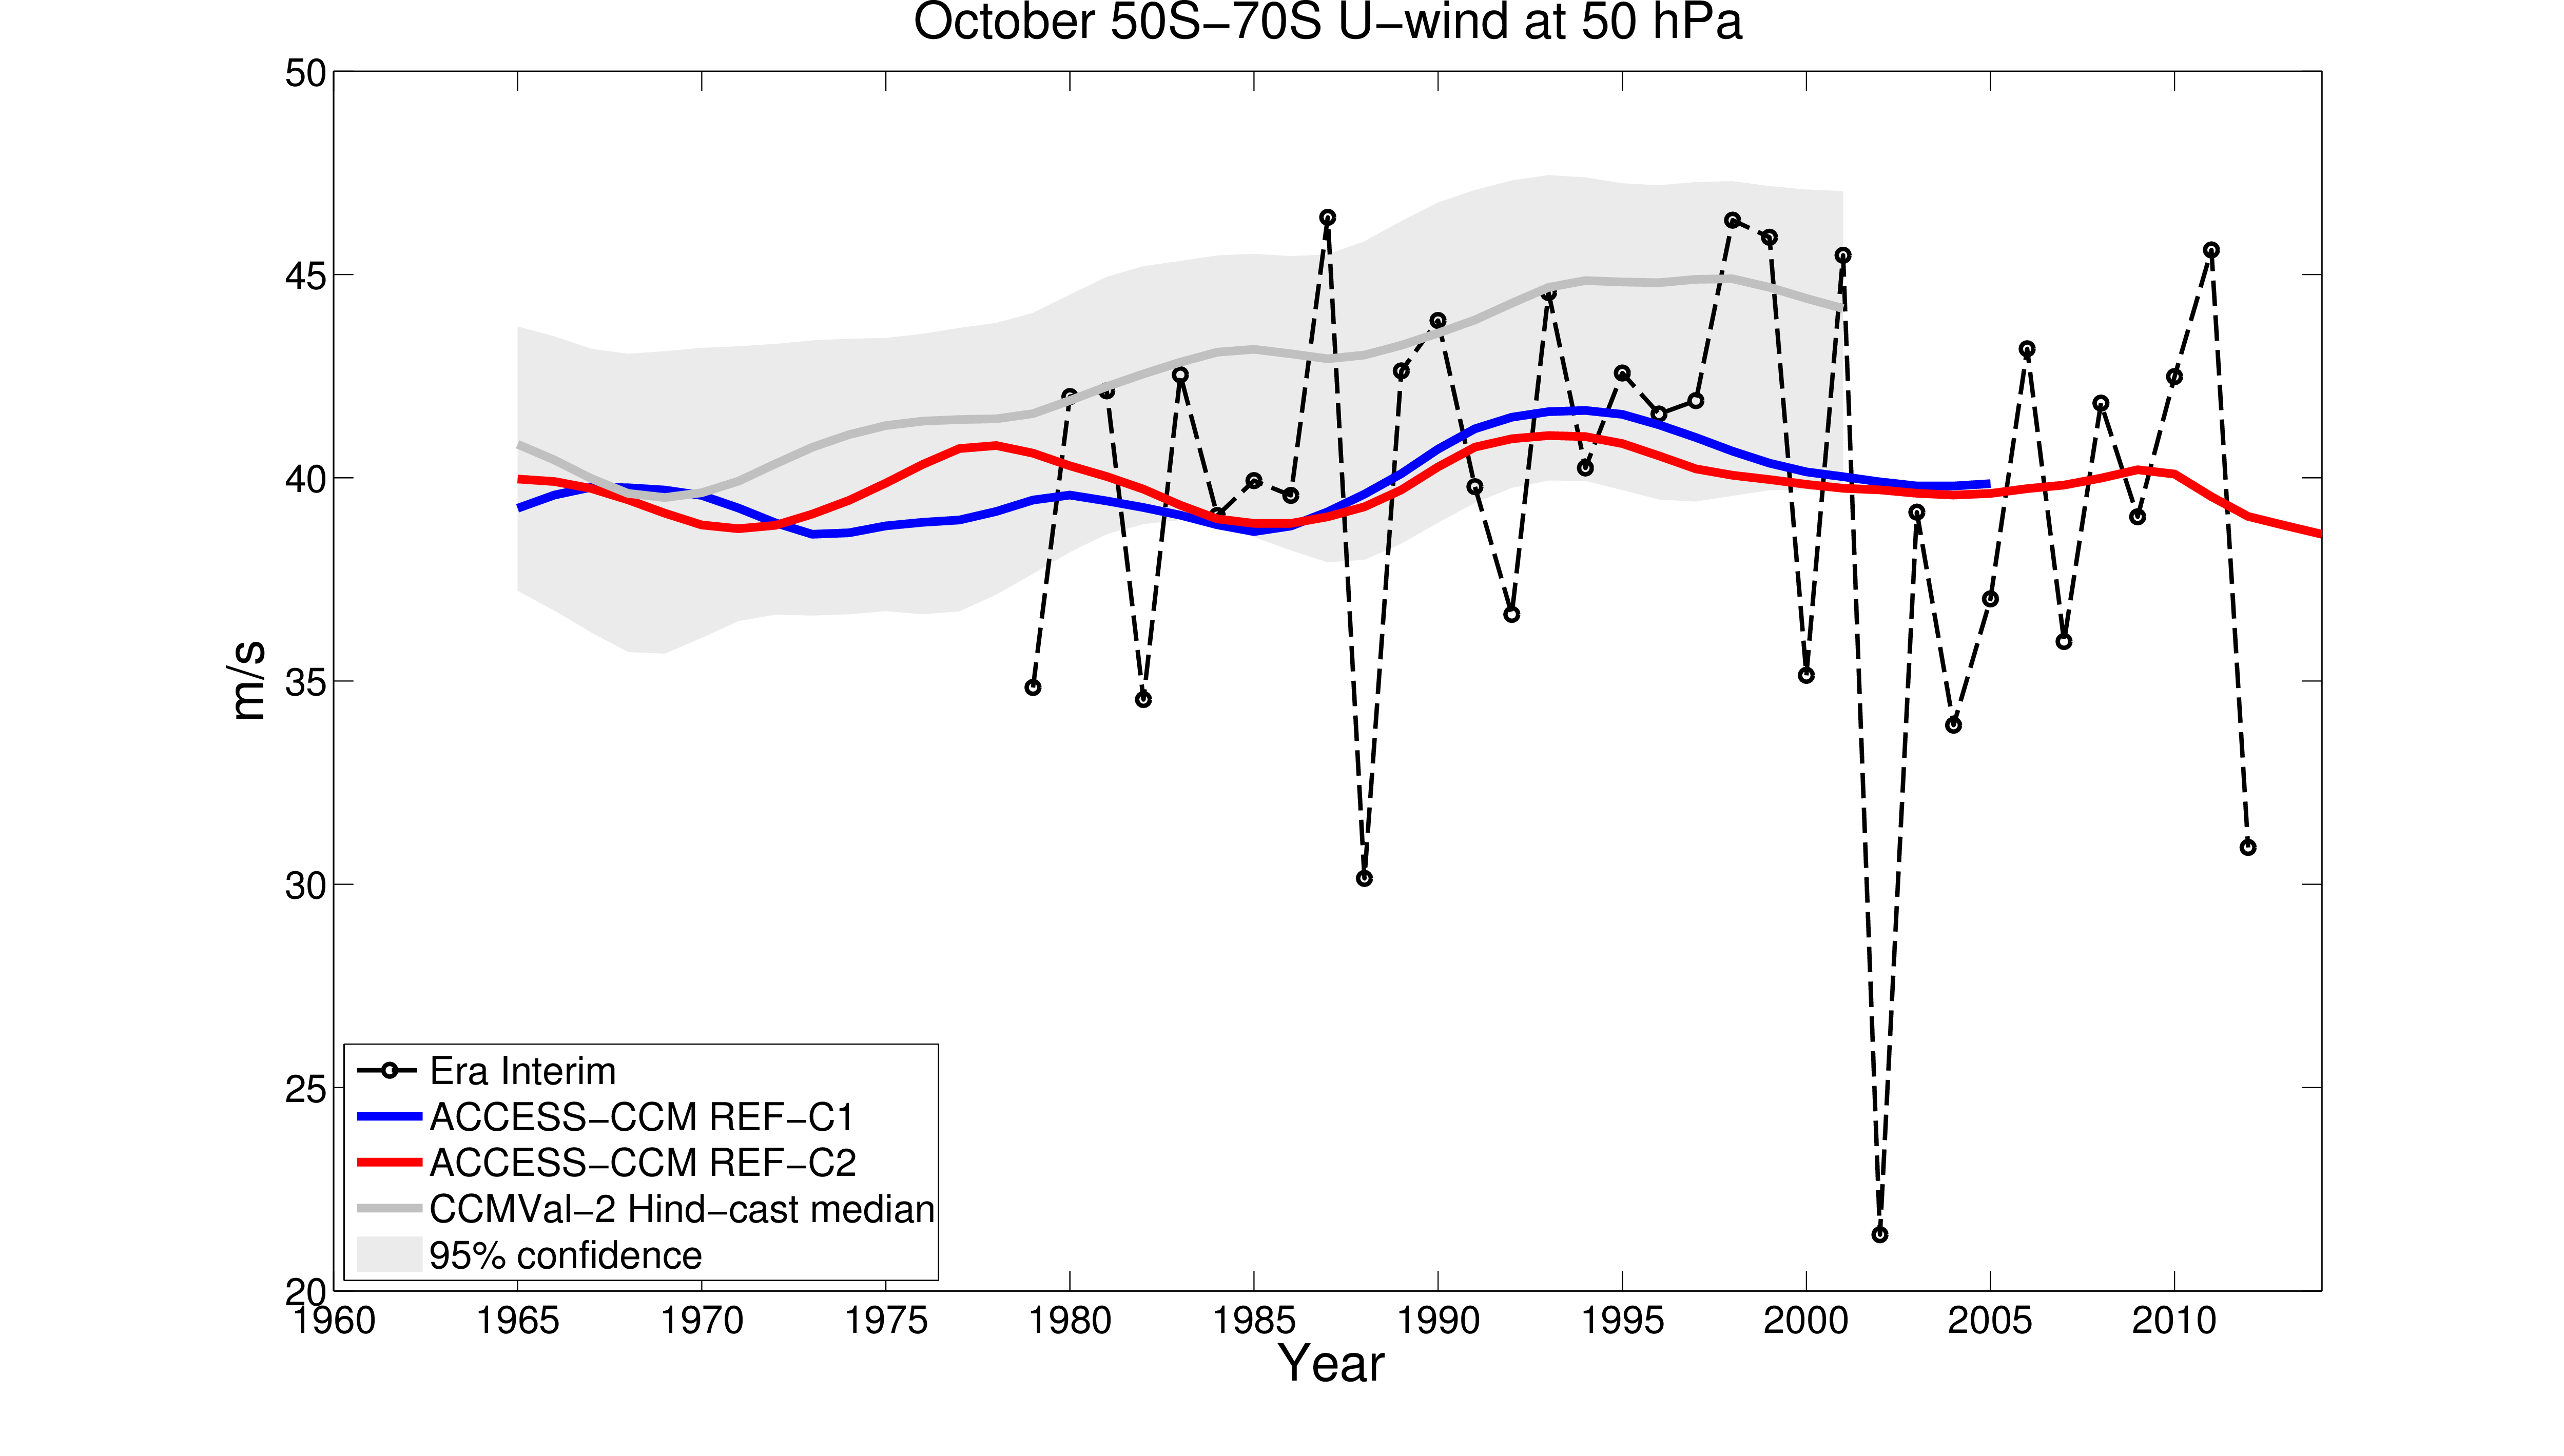 October 50S−70S U−wind at 50 hPa
50
45
40
35
30
25
20
m/s
Era Interim
ACCESS−CCM REF−C1
ACCESS−CCM REF−C2
CCMVal−2 Hind−cast median
95% confidence
1960 1965 1970 1975 1980 1985 1990 1995 2000 2005 2010
Year